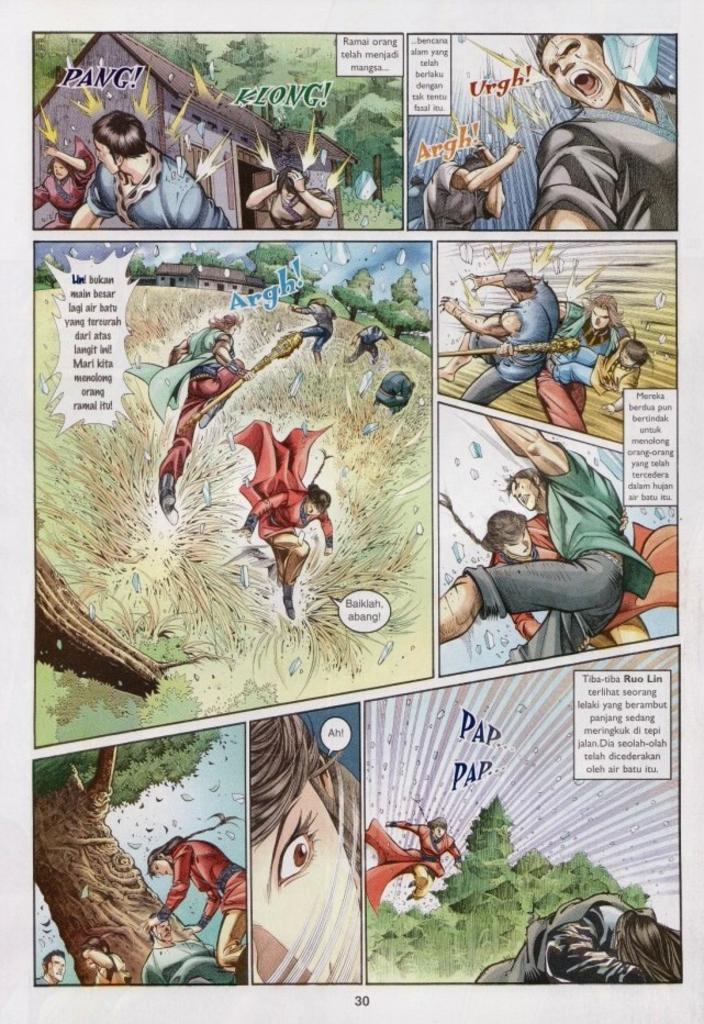 PANG!
KLONG!
Ramai orang
telah menjadi
mangsa...
...bencana
alam yang
telah
berlaku
dengan
tak tentu
fasal itu.
Urgh!
Argh!
Lin! bukan
main besar
lagi air batu
yang tercurah
dari atas
langit ini!
Mari kita
menolong
orang
ramai itu!
Argh!
Baiklah,
abang!
Mereka
berdua pun
bertindak
untuk
menolong
orang-orang
yang telah
tercedera
dalam hujan
air batu itu.
Ah!
PAP...
PAP...
Tiba-tiba Ruo Lin
terlihat seorang
lelaki yang berambut
panjang sedang
meringkuk di tepi
jalan.Dia seolah-olah
telah dicederakan
oleh air batu itu.
30